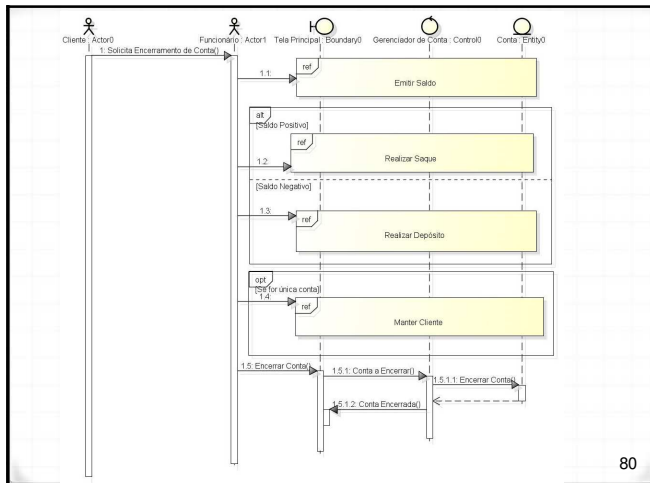 Cliente : Actor0
Funcionário : Actor1
Tela Principal : Boundary0
Gerenciador de Conta : Control0
Conta : Entity0
1: Solicita Encerramento de Conta()
1.1:
ref
Emitir Saldo
alt
[Saldo Positivo]
ref
1.2:
Realizar Saque
[Saldo Negativo]
1.3:
ref
Realizar Depósito
opt
[Se for única conta]
1.4:
ref
Manter Cliente
1.5: Encerrar Conta()
1.5.1: Conta a Encerrar()
1.5.1.1: Encerrar Conta()
1.5.1.2: Conta Encerrada()
80